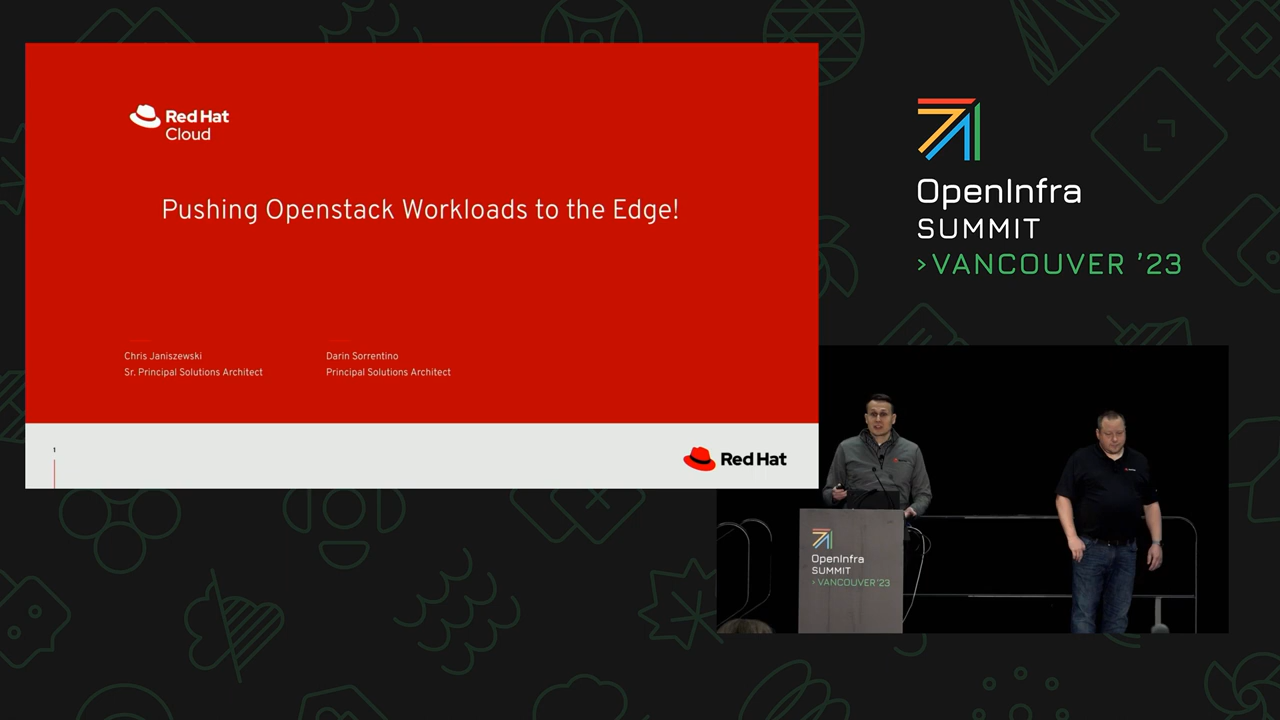 Red Hat
Cloud
Pushing Openstack Workloads to the Edge!
Chris Janiszewski
Sr. Principal Solutions Architect
Darin Sorrentino
Principal Solutions Architect
1
Red Hat
OpenInfra
SUMMIT
>VANCOUVER '23
OpenInfra
SUMMIT
>VANCOUVER'23